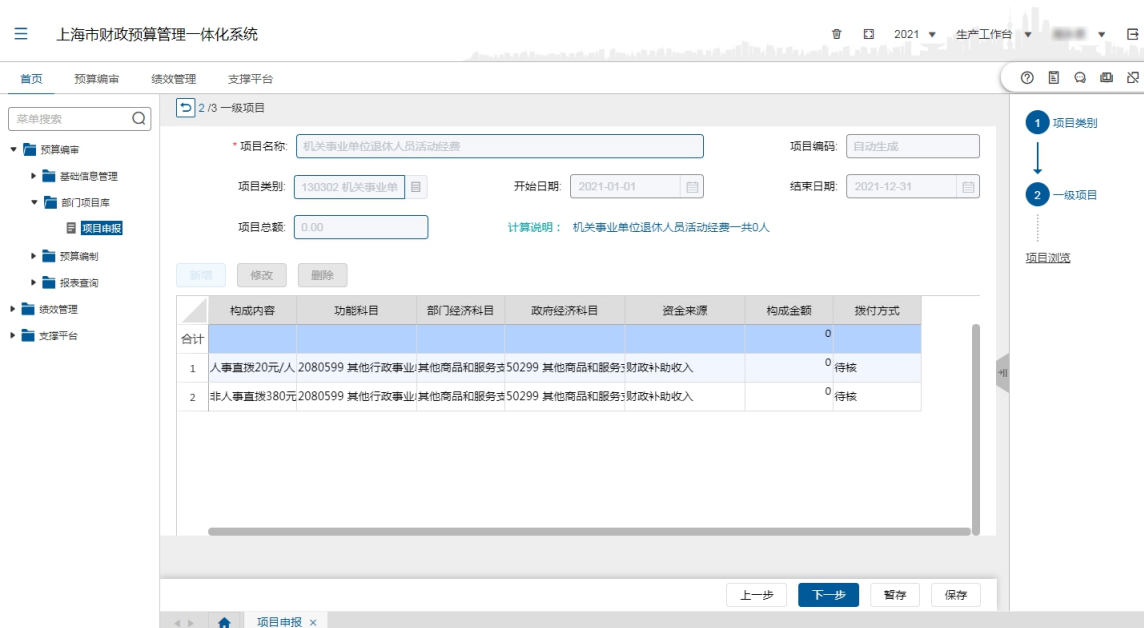 上海市财政预算管理一体化系统
2021
生产工作台
首页 预算编审 绩效管理 支撑平台
菜单搜索
预算编审
基础信息管理
部门项目库
项目申报
预算编制
报表查询
绩效管理
支撑平台
2 /3 一级项目
* 项目名称: 机关事业单位退休人员活动经费 项目编码: 自动生成
项目类别: 130302 机关事业单 开始日期: 2021-01-01 结束日期: 2021-12-31
项目总额: 0.00 计算说明: 机关事业单位退休人员活动经费一共0人
新增 修改 删除
构成内容 功能科目 部门经济科目 政府经济科目 资金来源 构成金额 拨付方式
合计 0
1 人事直拨20元/人 2080599 其他行政事业 其他商品和服务支 50299 其他商品和服务 财政补助收入 0 待核
2 非人事直拨380元 2080599 其他行政事业 其他商品和服务支 50299 其他商品和服务 财政补助收入 0 待核
上一步 下一步 暂存 保存
项目申报 ×
1 项目类别
2 一级项目
项目浏览